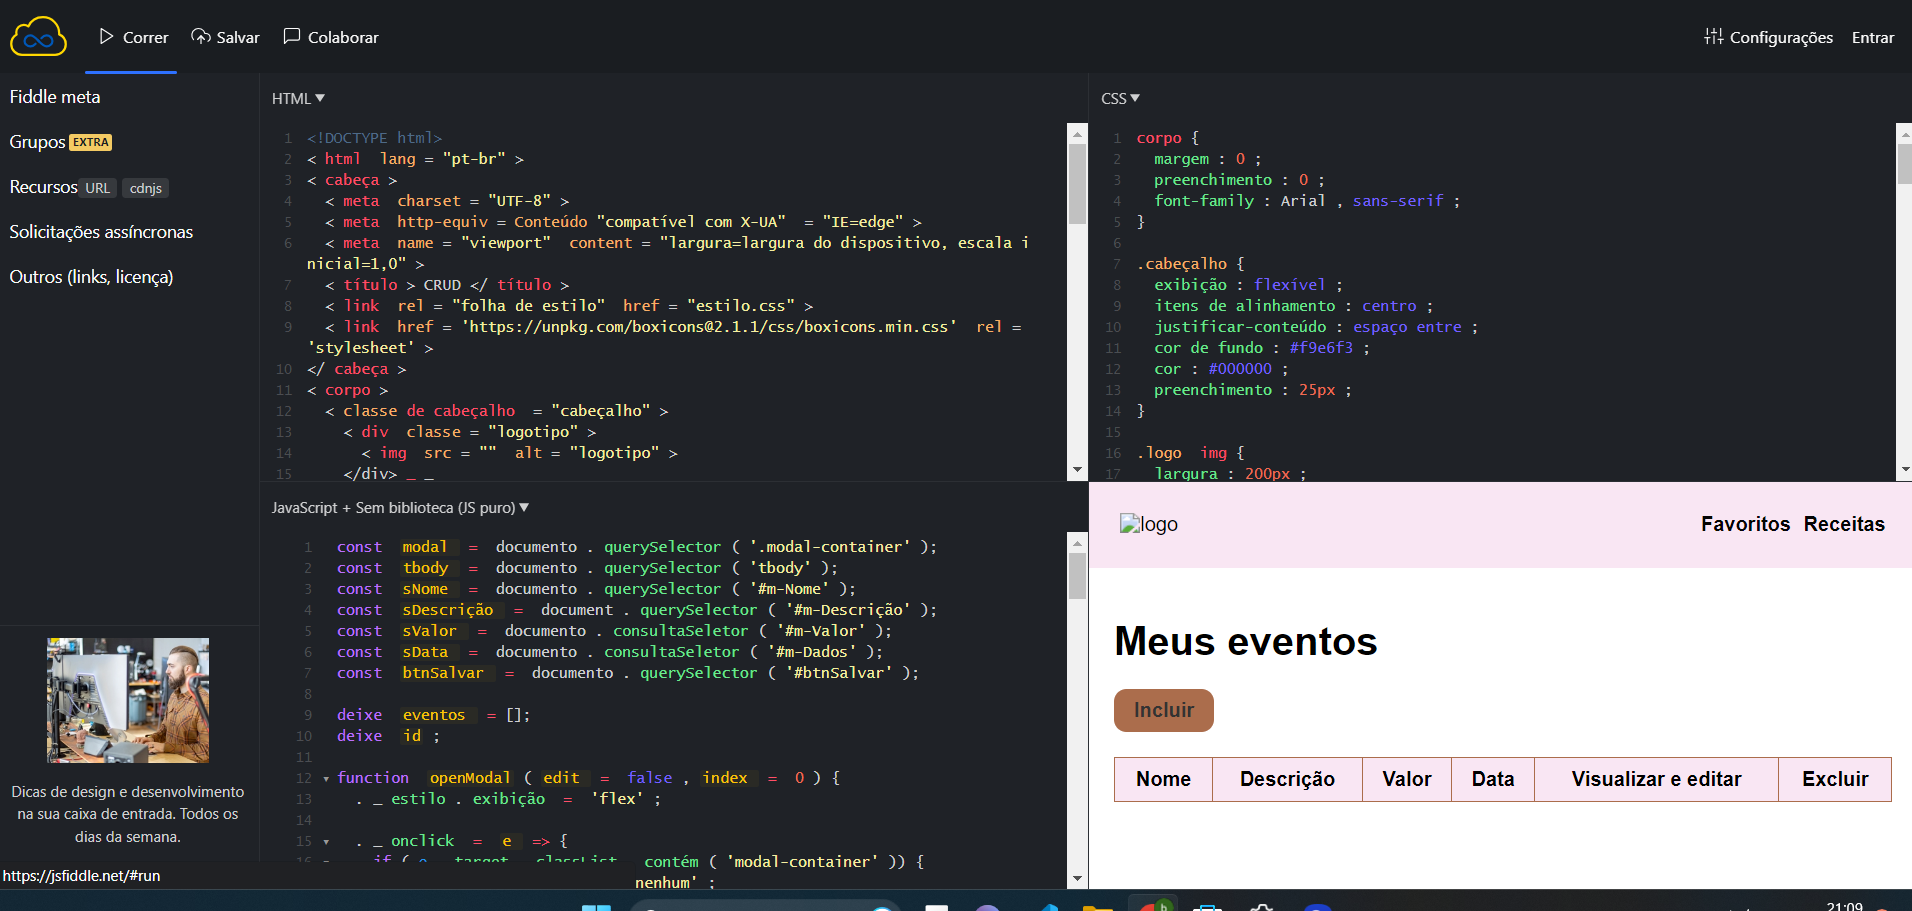 Correr Salvar Colaborar Configurações Entrar
Fiddle meta
Grupos EXTRA
Recursos URL cdnjs
Solicitações assíncronas
Outros (links, licença)
Dicas de design e desenvolvimento
na sua caixa de entrada. Todos os
dias da semana.
https://jsfiddle.net/#run
HTML ▼
1 <!DOCTYPE html>
2 < html lang = "pt-br" >
3 < cabeça >
4 < meta charset = "UTF-8" >
5 < meta http-equiv = Conteúdo "compatível com X-UA" = "IE=edge" >
6 < meta name = "viewport" content = "largura=largura do dispositivo, escala i
nicial=1,0" >
7 < título > CRUD </ título >
8 < link rel = "folha de estilo" href = "estilo.css" >
9 < link href = 'https://unpkg.com/boxicons@2.1.1/css/boxicons.min.css' rel =
'stylesheet' >
10 </ cabeça >
11 < corpo >
12 < classe de cabeçalho = "cabeçalho" >
13 < div classe = "logotipo" >
14 < img src = "" alt = "logotipo" >
15 </div> _ _
CSS ▼
1 corpo {
2 margem : 0 ;
3 preenchimento : 0 ;
4 font-family : Arial , sans-serif ;
5 }
6
7 .cabeçalho {
8 exibição : flexível ;
9 itens de alinhamento : centro ;
10 justificar-conteúdo : espaço entre ;
11 cor de fundo : #f9e6f3 ;
12 cor : #000000 ;
13 preenchimento : 25px ;
14 }
15
16 .logo img {
17 largura : 200px ;
JavaScript + Sem biblioteca (JS puro) ▼
1 const modal = documento . querySelector ( '.modal-container' );
2 const tbody = documento . querySelector ( 'tbody' );
3 const sNome = documento . querySelector ( '#m-Nome' );
4 const sDescrição = document . querySelector ( '#m-Descrição' );
5 const sValor = documento . consultaSeletor ( '#m-Valor' );
6 const sData = documento . consultaSeletor ( '#m-Dados' );
7 const btnSalvar = documento . querySelector ( '#btnSalvar' );
8
9 deixe eventos = [];
10 deixe id ;
11
12 function openModal ( edit = false , index = 0 ) {
13 . _ estilo . exibição = 'flex' ;
14
15 . _ onclick = e => {
16 if ( e . target . classList . contém ( 'modal-container' )) {
nenhum' ;
logo Favoritos Receitas
Meus eventos
Incluir
Nome Descrição Valor Data Visualizar e editar Excluir
21:09